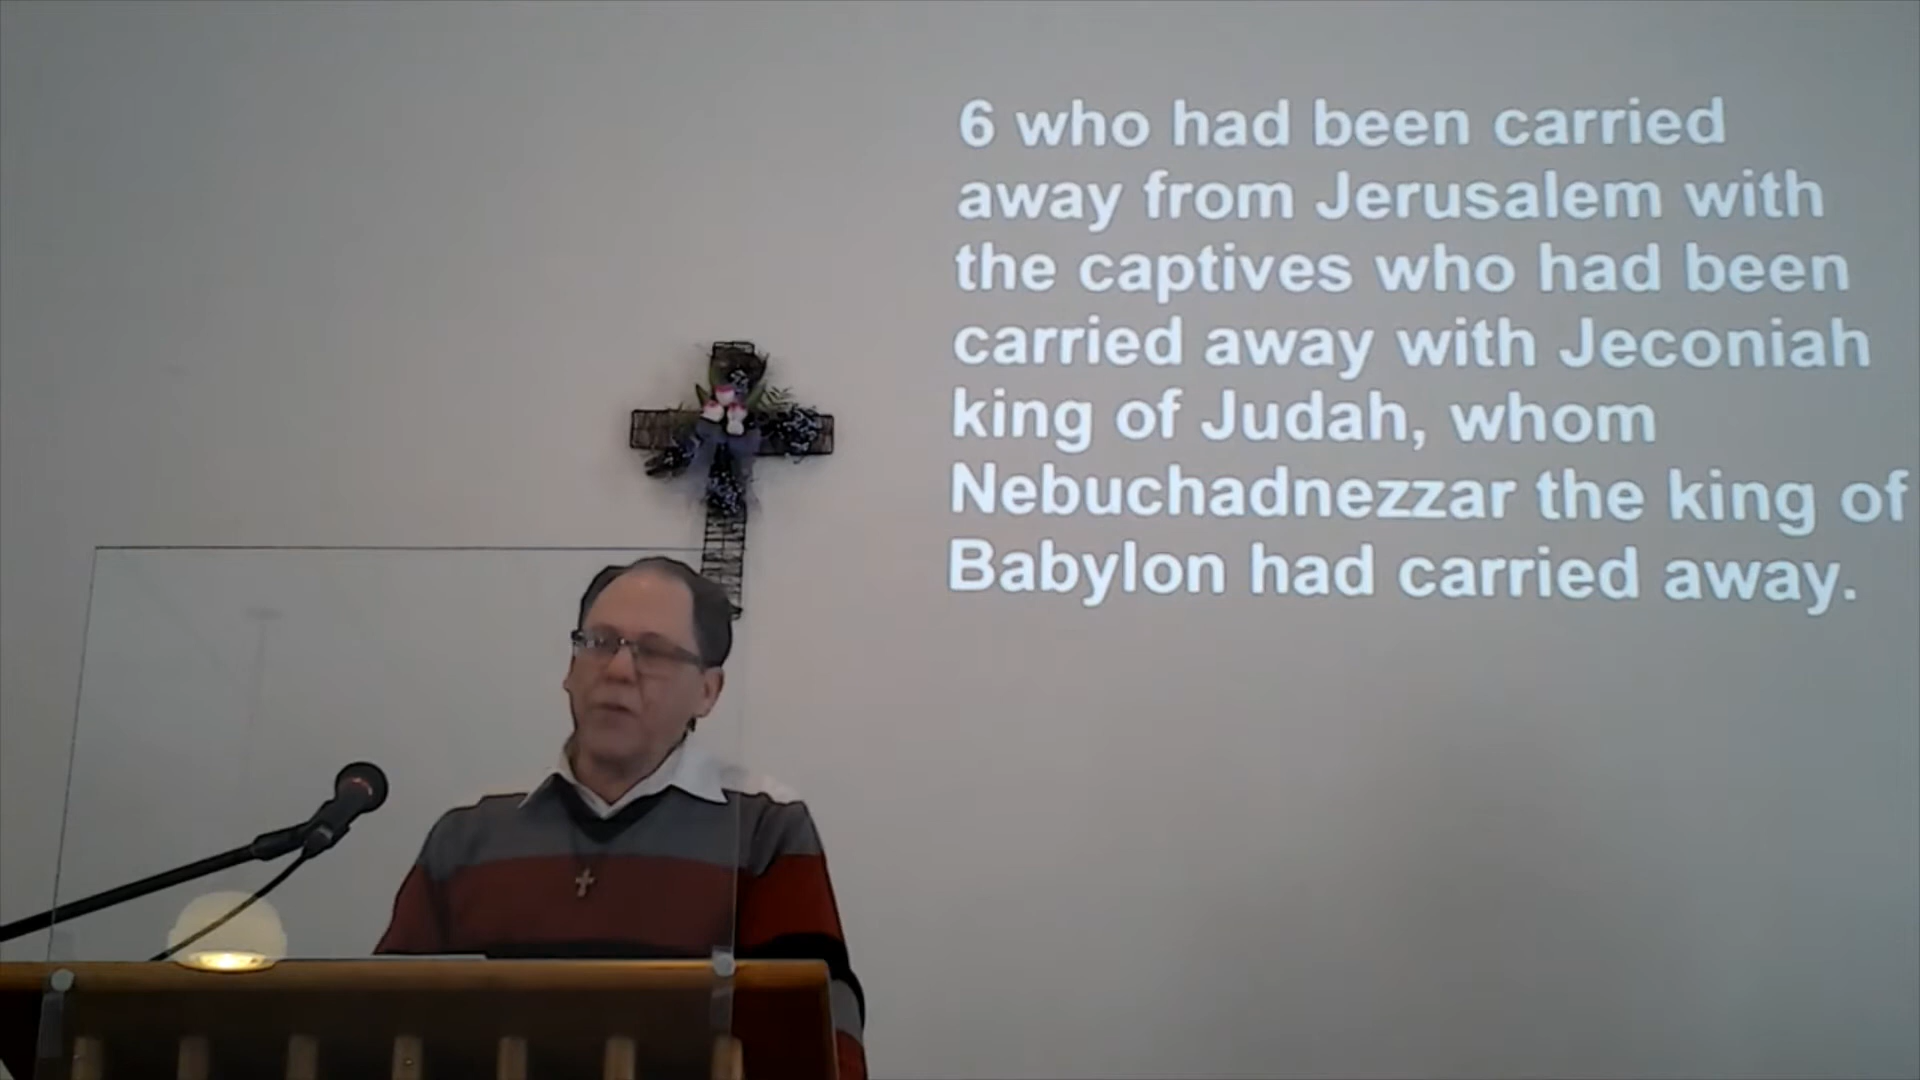 6 who had been carried
away from Jerusalem with
the captives who had been
carried away with Jeconiah
king of Judah, whom
Nebuchadnezzar the king of
Babylon had carried away.